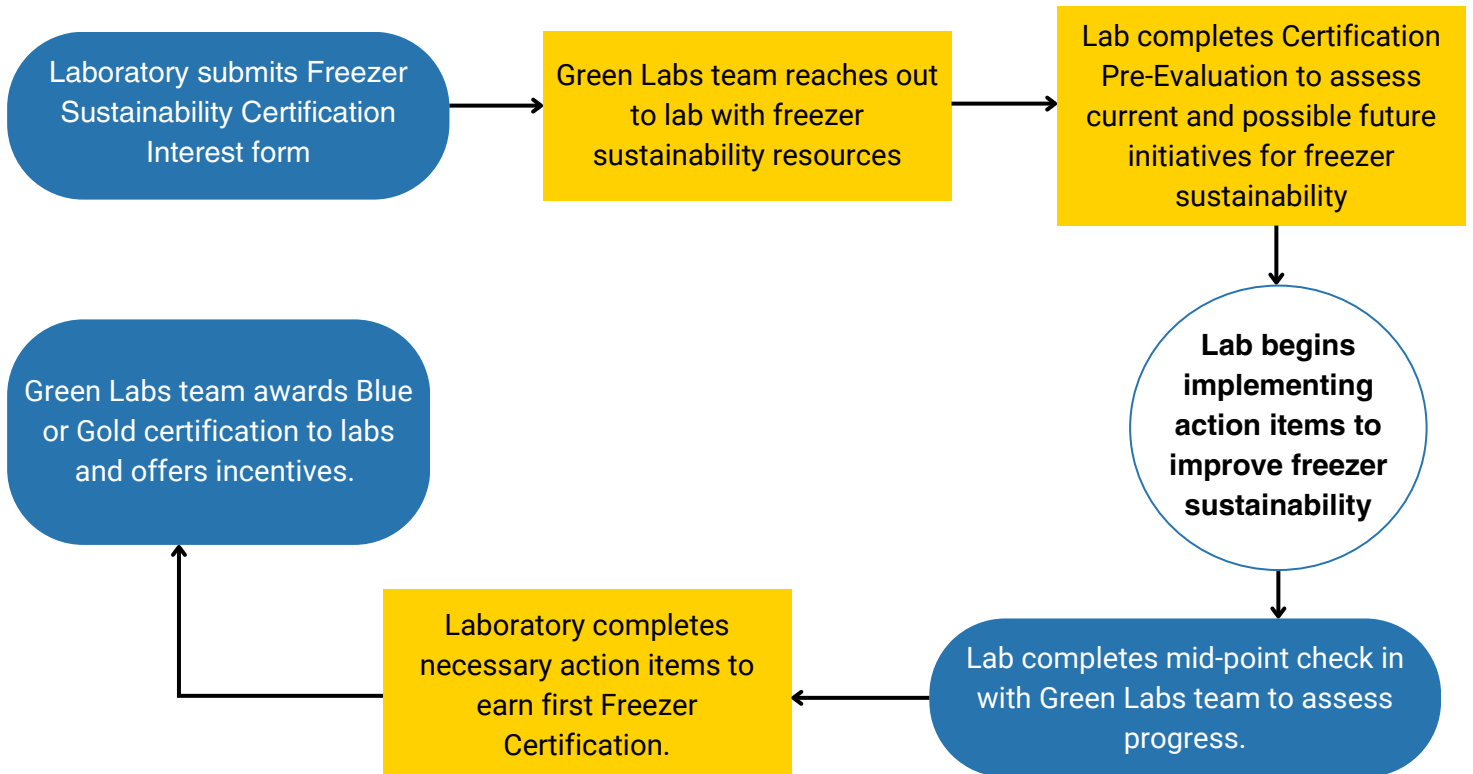 Laboratory submits Freezer
Sustainability Certification
Interest form
Green Labs team reaches out
to lab with freezer
sustainability resources
Lab completes Certification
Pre-Evaluation to assess
current and possible future
initiatives for freezer
sustainability
Lab begins
implementing
action items to
improve freezer
sustainability
Lab completes mid-point check in
with Green Labs team to assess
progress.
Laboratory completes
necessary action items to
earn first Freezer
Certification.
Green Labs team awards Blue
or Gold certification to labs
and offers incentives.